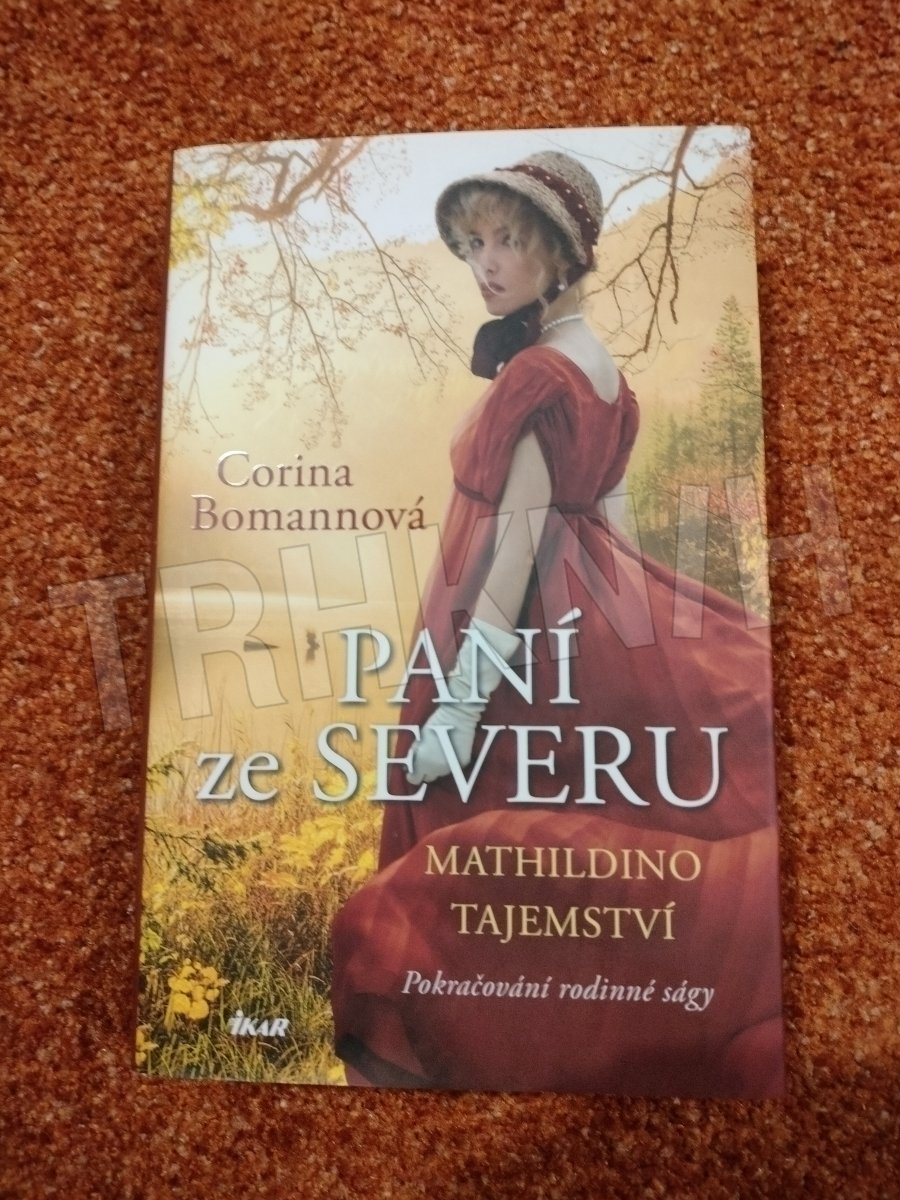 Corina
Bomannová
TRHKNIH
PANÍ
ze SEVERU
MATHILDINO
TAJEMSTVÍ
Pokračování rodinné ságy
iKAR